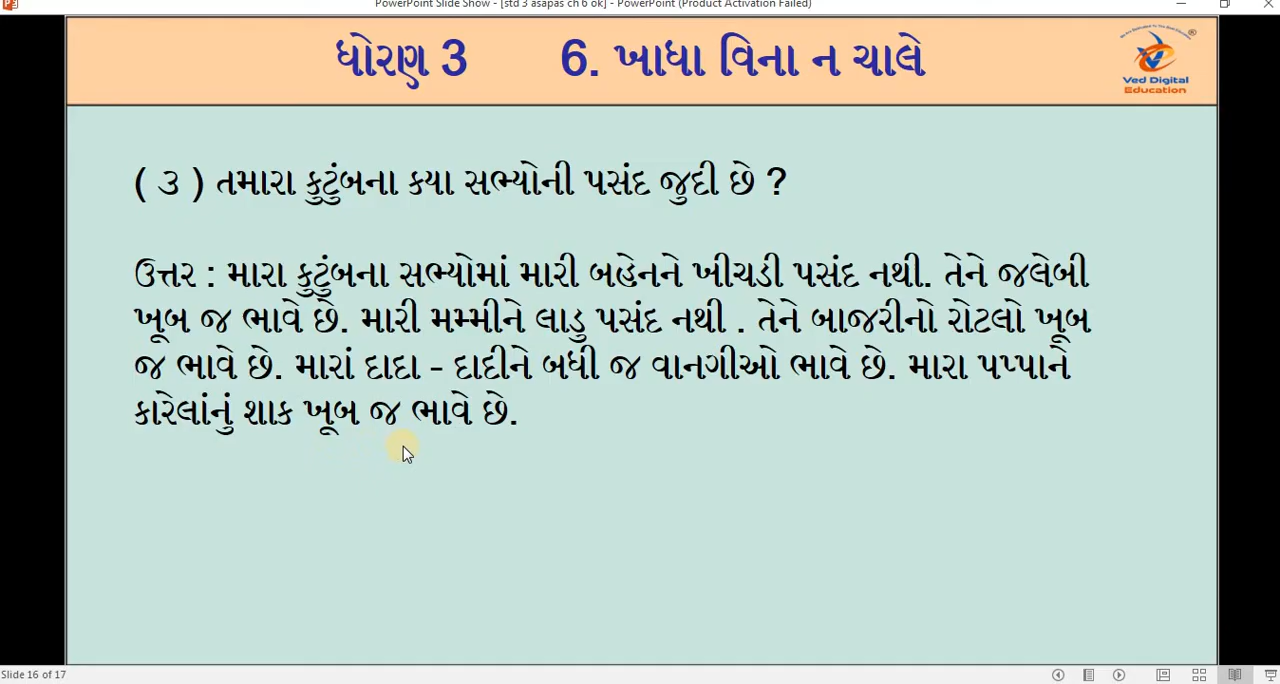 PowerPoint Slide Show - [std 3 asapas ch 6 ok] - PowerPoint (Product Activation Failed)
ધોરણ 3 6. ખાધા વિના ન ચાલે
Ved Digital
Education
( ૩ ) તમારા કુટુંબના કયા સભ્યોની પસંદ જુદી છે ?
ઉત્તર : મારા કુટુંબના સભ્યોમાં મારી બહેનને ખીચડી પસંદ નથી. તેને જલેબી
ખૂબ જ ભાવે છે. મારી મમ્મીને લાડુ પસંદ નથી . તેને બાજરીનો રોટલો ખૂબ
જ ભાવે છે. મારાં દાદા - દાદીને બધી જ વાનગીઓ ભાવે છે. મારા પપ્પાને
કારેલાંનું શાક ખૂબ જ ભાવે છે.
Slide 16 of 17